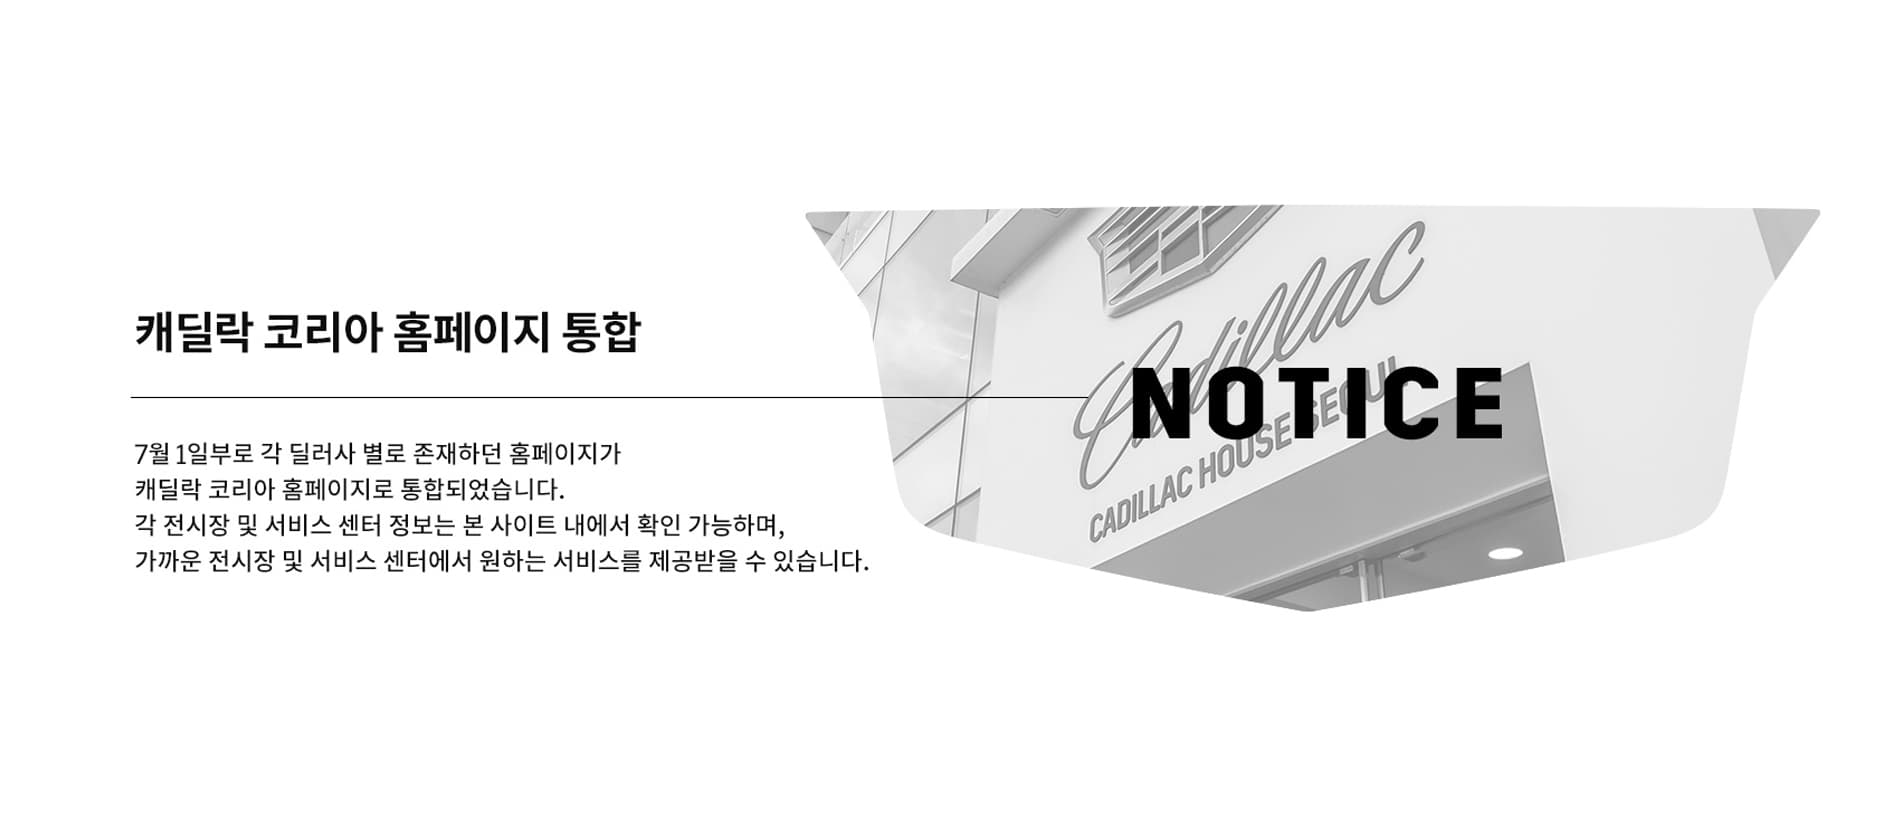 캐딜락 코리아 홈페이지 통합
7월 1일부로 각 딜러사 별로 존재하던 홈페이지가
캐딜락 코리아 홈페이지로 통합되었습니다.
각 전시장 및 서비스 센터 정보는 본 사이트 내에서 확인 가능하며,
가까운 전시장 및 서비스 센터에서 원하는 서비스를 제공받을 수 있습니다.
Cadillac
NOTICE
CADILLAC HOUSE SEOUL